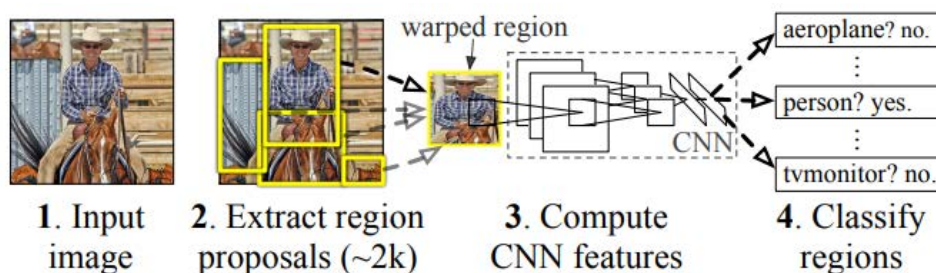 warped region
aeroplane? no.
person? yes.
tvmonitor? no.
CNN
1. Input image
2. Extract region proposals (~2k)
3. Compute CNN features
4. Classify regions